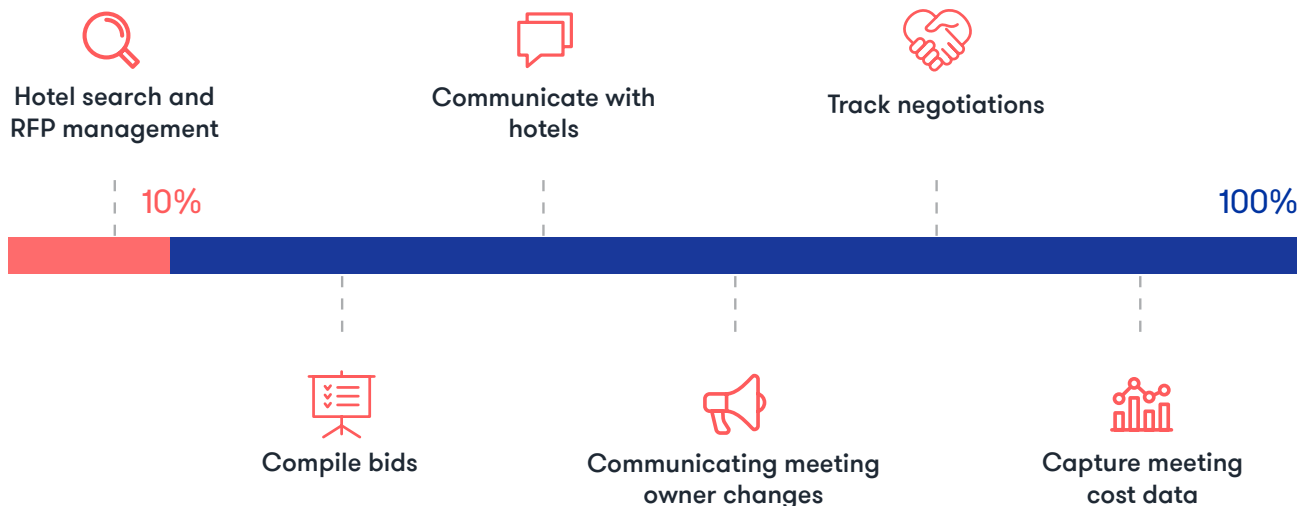 Hotel search and
RFP management
Communicate with
hotels
Track negotiations
10%
100%
Compile bids
Communicating meeting
owner changes
Capture meeting
cost data